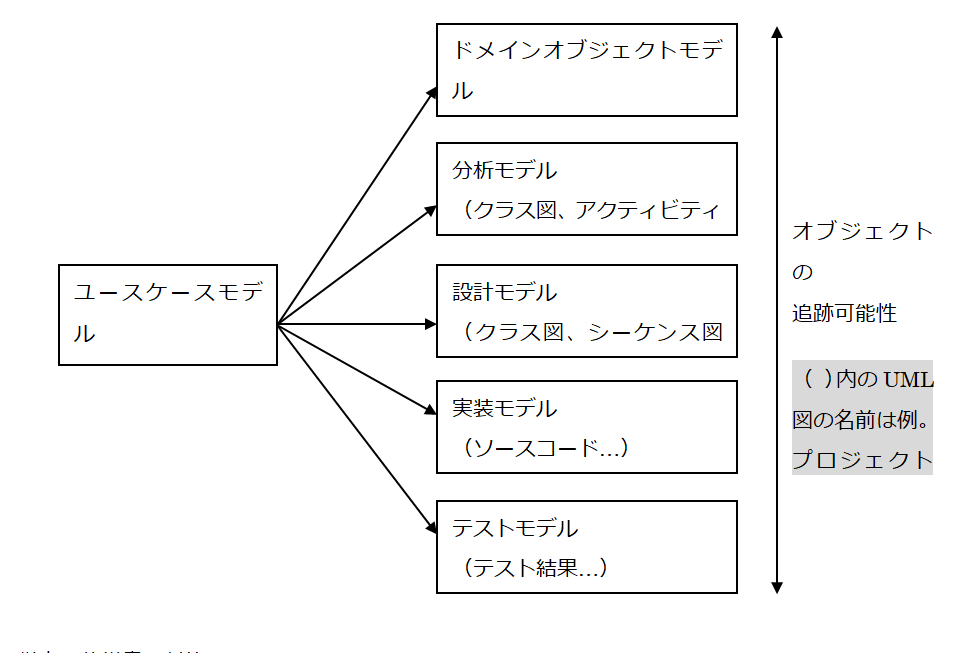 ドメインオブジェクトモデ
ル
分析モデル
（クラス図、アクティビティ
ユースケースモデ
ル
設計モデル
（クラス図、シーケンス図
実装モデル
（ソースコード…）
テストモデル
（テスト結果…）
オブジェクト
の
追跡可能性
（ ）内の UML
図の名前は例。
プロジェクト